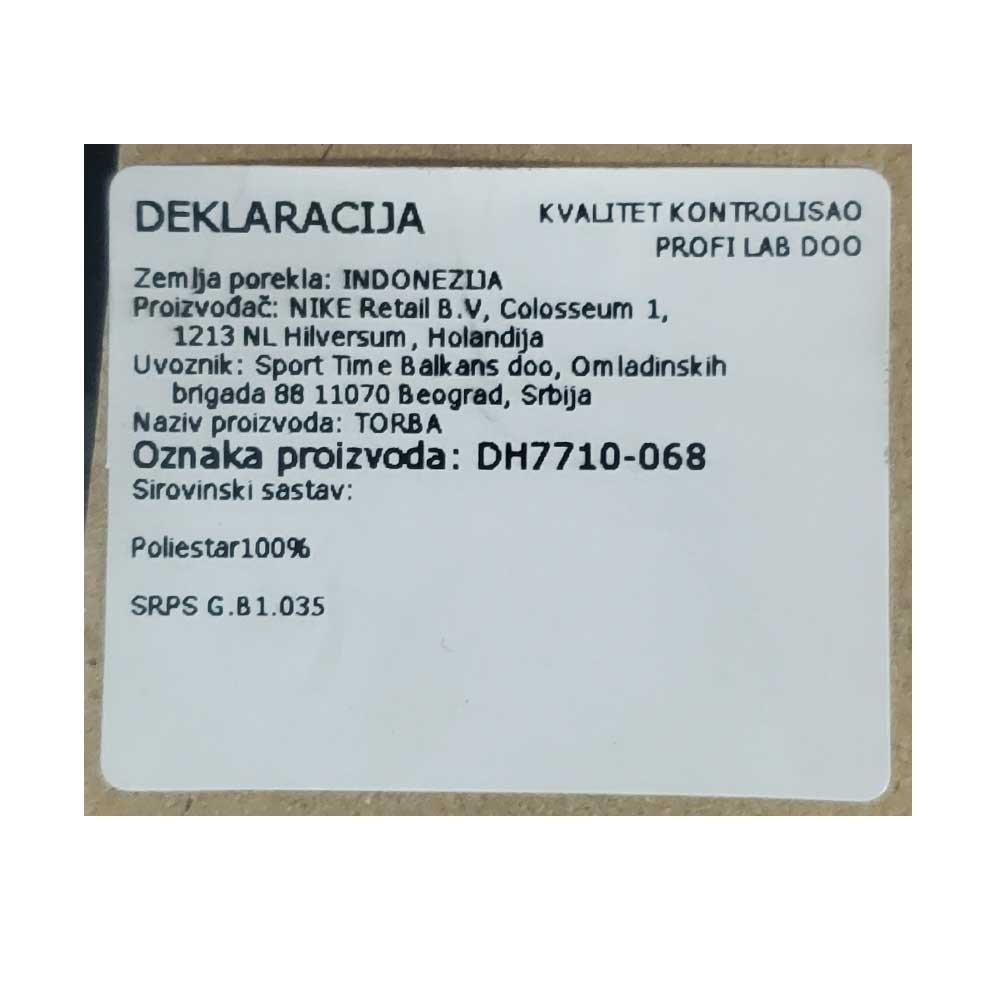 DEKLARACIJA
KVALITET KONTROLISAO
PROFI LAB DOO
Zemlja porekla: INDONEZIJA
Proizvođač: NIKE Retail B.V, Colosseum 1,
1213 NL Hilversum, Holandija
Uvoznik: Sport Time Balkans doo, Omladinskih
brigada 88 11070 Beograd, Srbija
Naziv proizvoda: TORBA
Oznaka proizvoda: DH7710-068
Sirovinski sastav:
Poliestar100%
SRPS G.B1.035